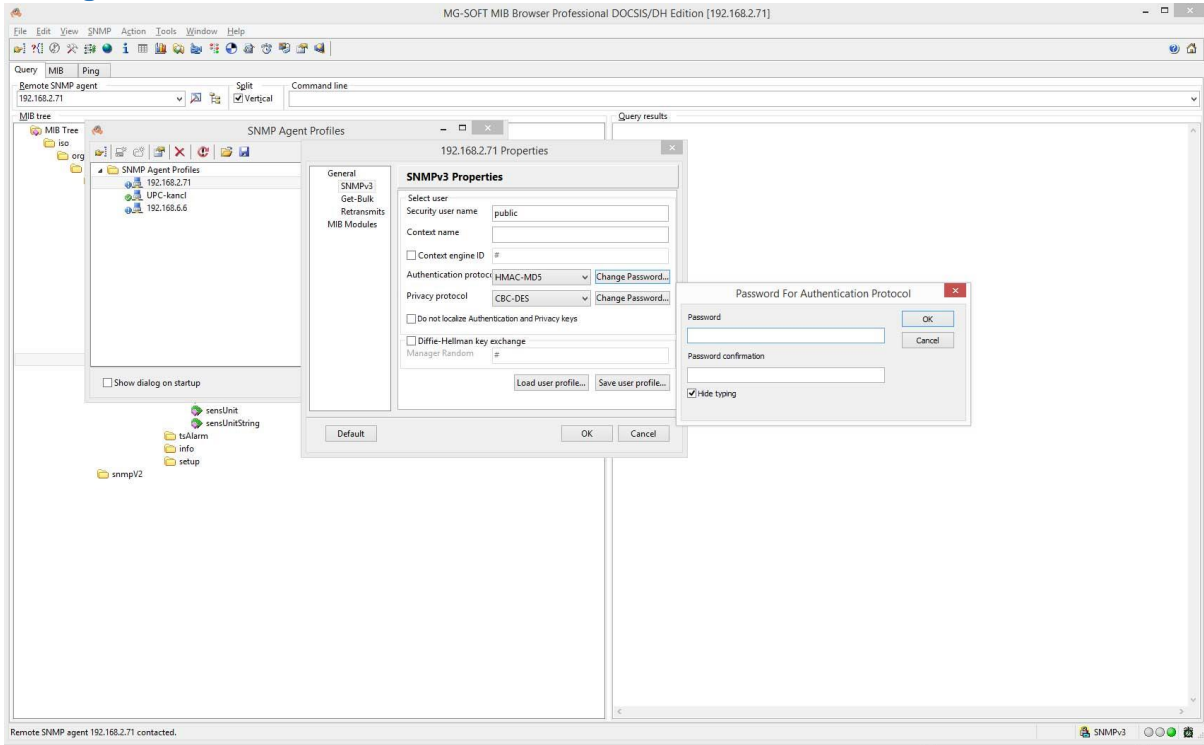 MG-SOFT MIB Browser Professional DOCSIS/DH Edition [192.168.2.71]
File Edit View SNMP Action Tools Window Help
Query MIB Ping
Remote SNMP agent Split Command line
192.168.2.71 Vertical
MIB tree Query results
MIB Tree
iso
org
SNMP Agent Profiles
SNMP Agent Profiles
192.168.2.71
UPC-kancl
192.168.6.6
Show dialog on startup
192.168.2.71 Properties
General
SNMPv3
Get-Bulk
Retransmits
MIB Modules
SNMPv3 Properties
Select user
Security user name public
Context name
Context engine ID #
Authentication protoc HMAC-MD5 Change Password...
Privacy protocol CBC-DES Change Password...
Do not localize Authentication and Privacy keys
Diffie-Hellman key exchange
Manager Random #
Load user profile... Save user profile...
Default OK Cancel
Password For Authentication Protocol
Password OK
Cancel
Password confirmation
Hide typing
sensUnit
sensUnitString
tsAlarm
info
setup
snmpV2
Remote SNMP agent 192.168.2.71 contacted. SNMPv3